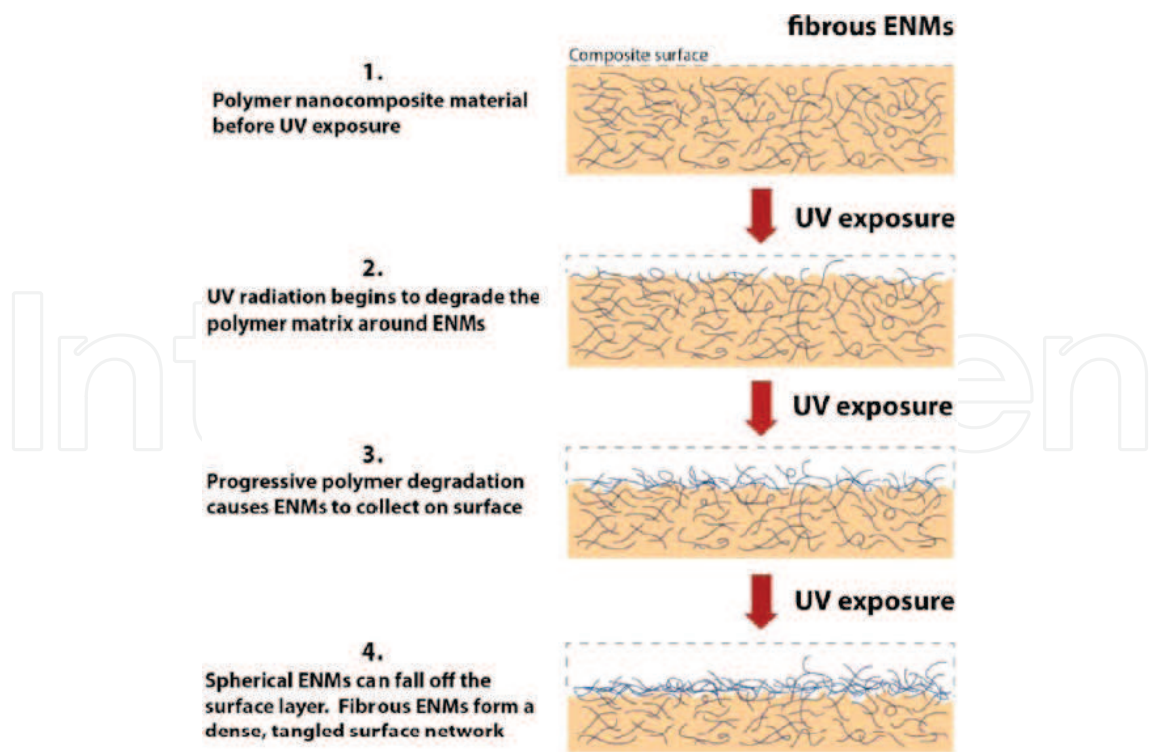 fibrous ENMs
Composite surface
1.
Polymer nanocomposite material
before UV exposure
UV exposure
2.
UV radiation begins to degrade the
polymer matrix around ENMs
UV exposure
3.
Progressive polymer degradation
causes ENMs to collect on surface
UV exposure
4.
Spherical ENMs can fall off the
surface layer. Fibrous ENMs form a
dense, tangled surface network
Int
en